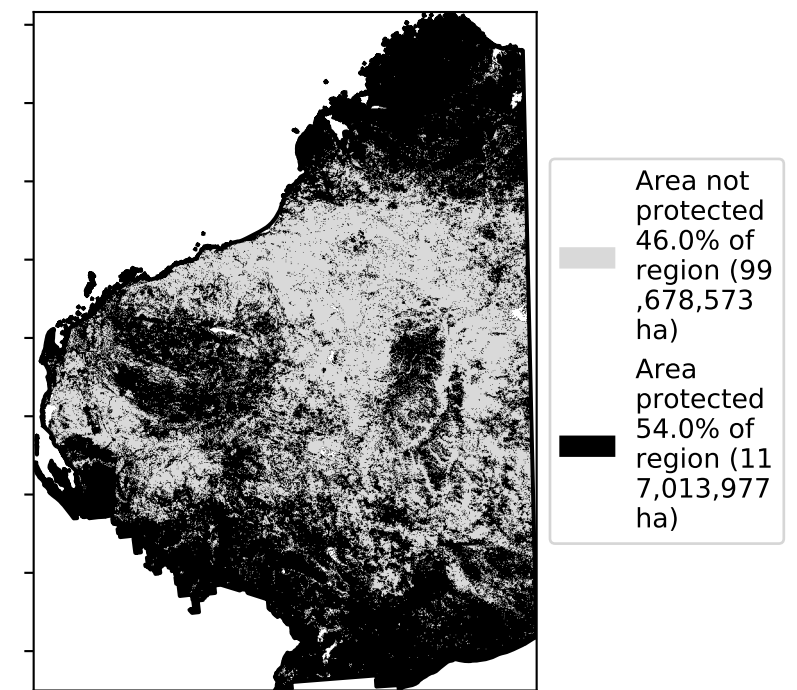 Area not
protected
46.0% of
region (99
,678,573
ha)
Area
protected
54.0% of
region (11
7,013,977
ha)